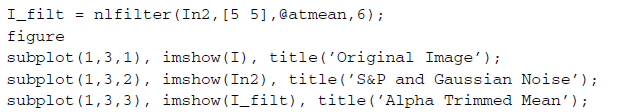 I_filt = nlfilter(In2,[5 5],@atmean,6);
figure
subplot(1,3,1), imshow(I), title(’Original Image’);
subplot(1,3,2), imshow(In2), title(’S&P and Gaussian Noise’);
subplot(1,3,3), imshow(I_filt), title(’Alpha Trimmed Mean’);